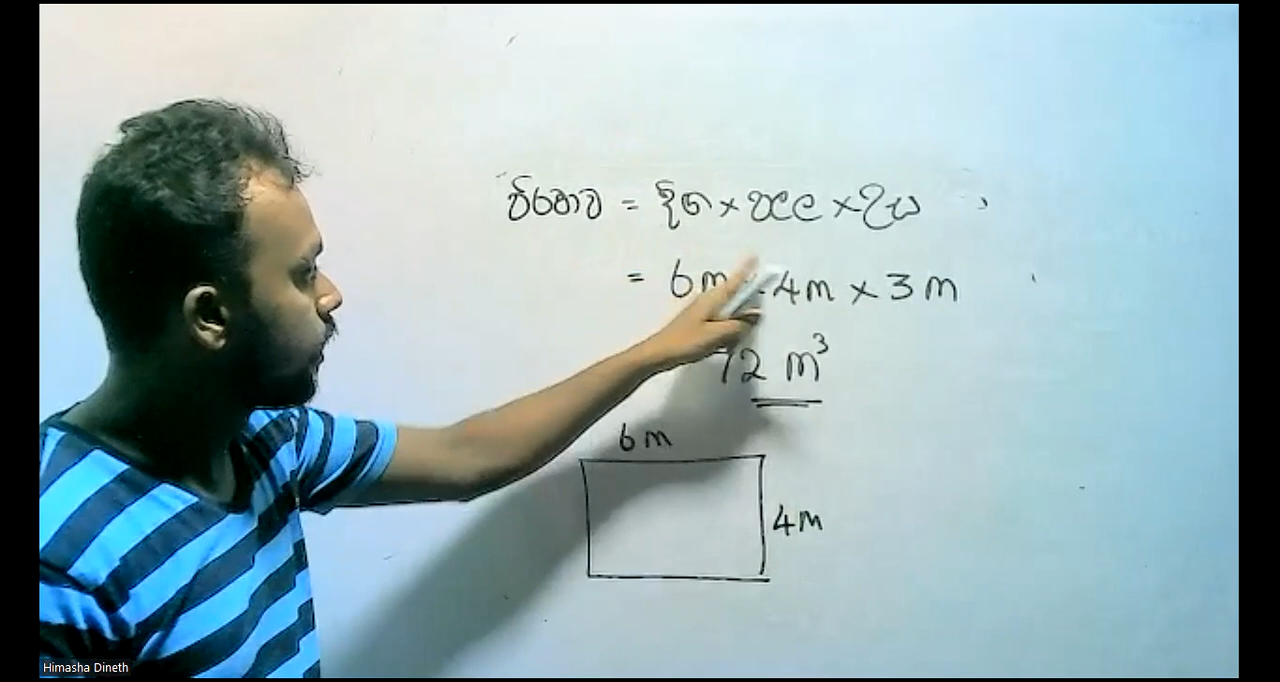 පරිමාව = දිග × පළල × උස
= 6m × 4m × 3m
72 m³
6m
4m
Himasha Dineth